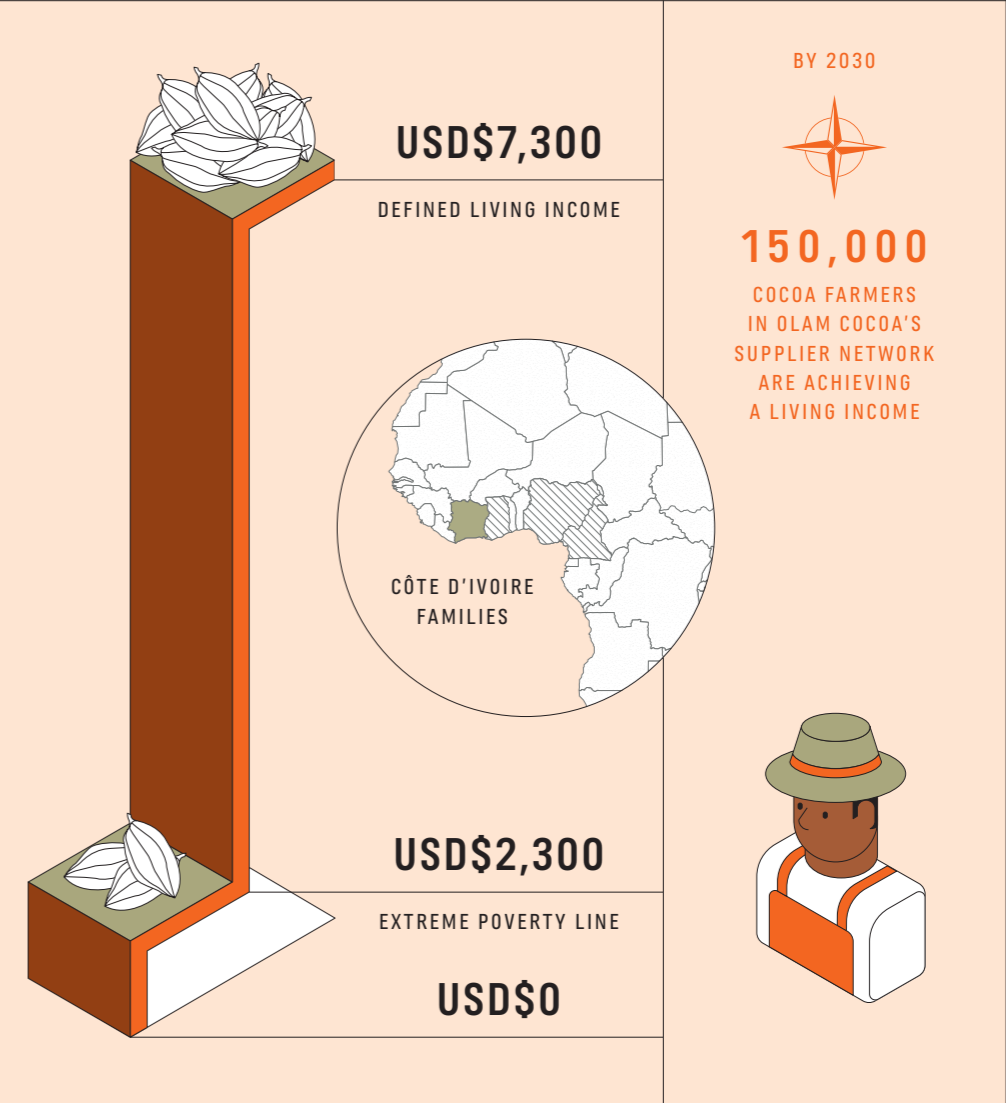 USD$7,300
DEFINED LIVING INCOME
CÔTE D'IVOIRE
FAMILIES
USD$2,300
EXTREME POVERTY LINE
USD$0
BY 2030
150,000
COCOA FARMERS
IN OLAM COCOA'S
SUPPLIER NETWORK
ARE ACHIEVING
A LIVING INCOME